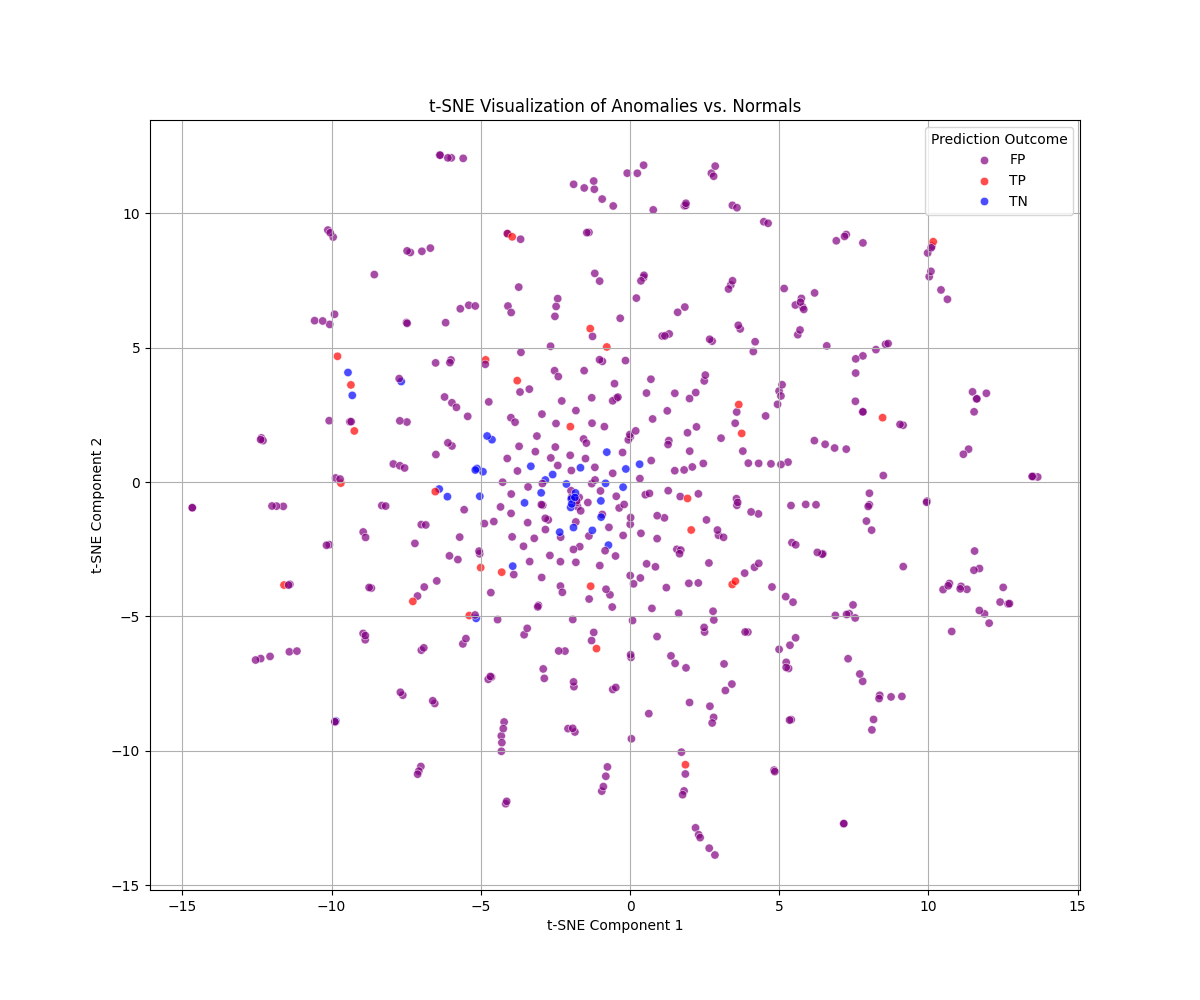 t-SNE Visualization of Anomalies vs. Normals
Prediction Outcome
FP
TP
TN
10
5
0
−5
−10
−15
t-SNE Component 2
−15
−10
−5
0
5
10
15
t-SNE Component 1